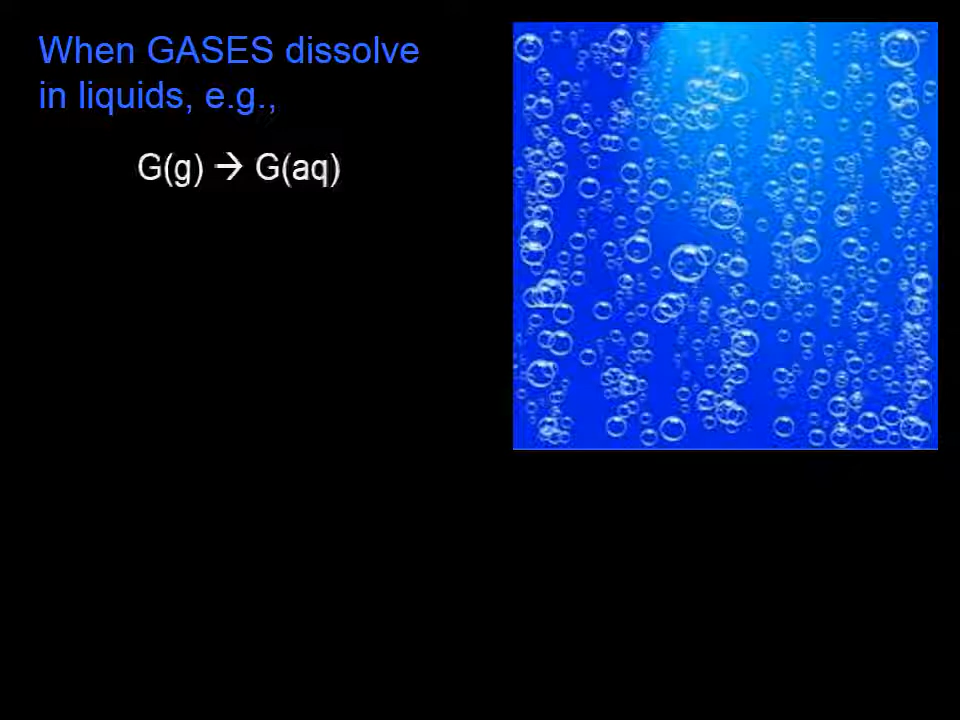 When GASES dissolve
in liquids, e.g.,
G(g) → G(aq)